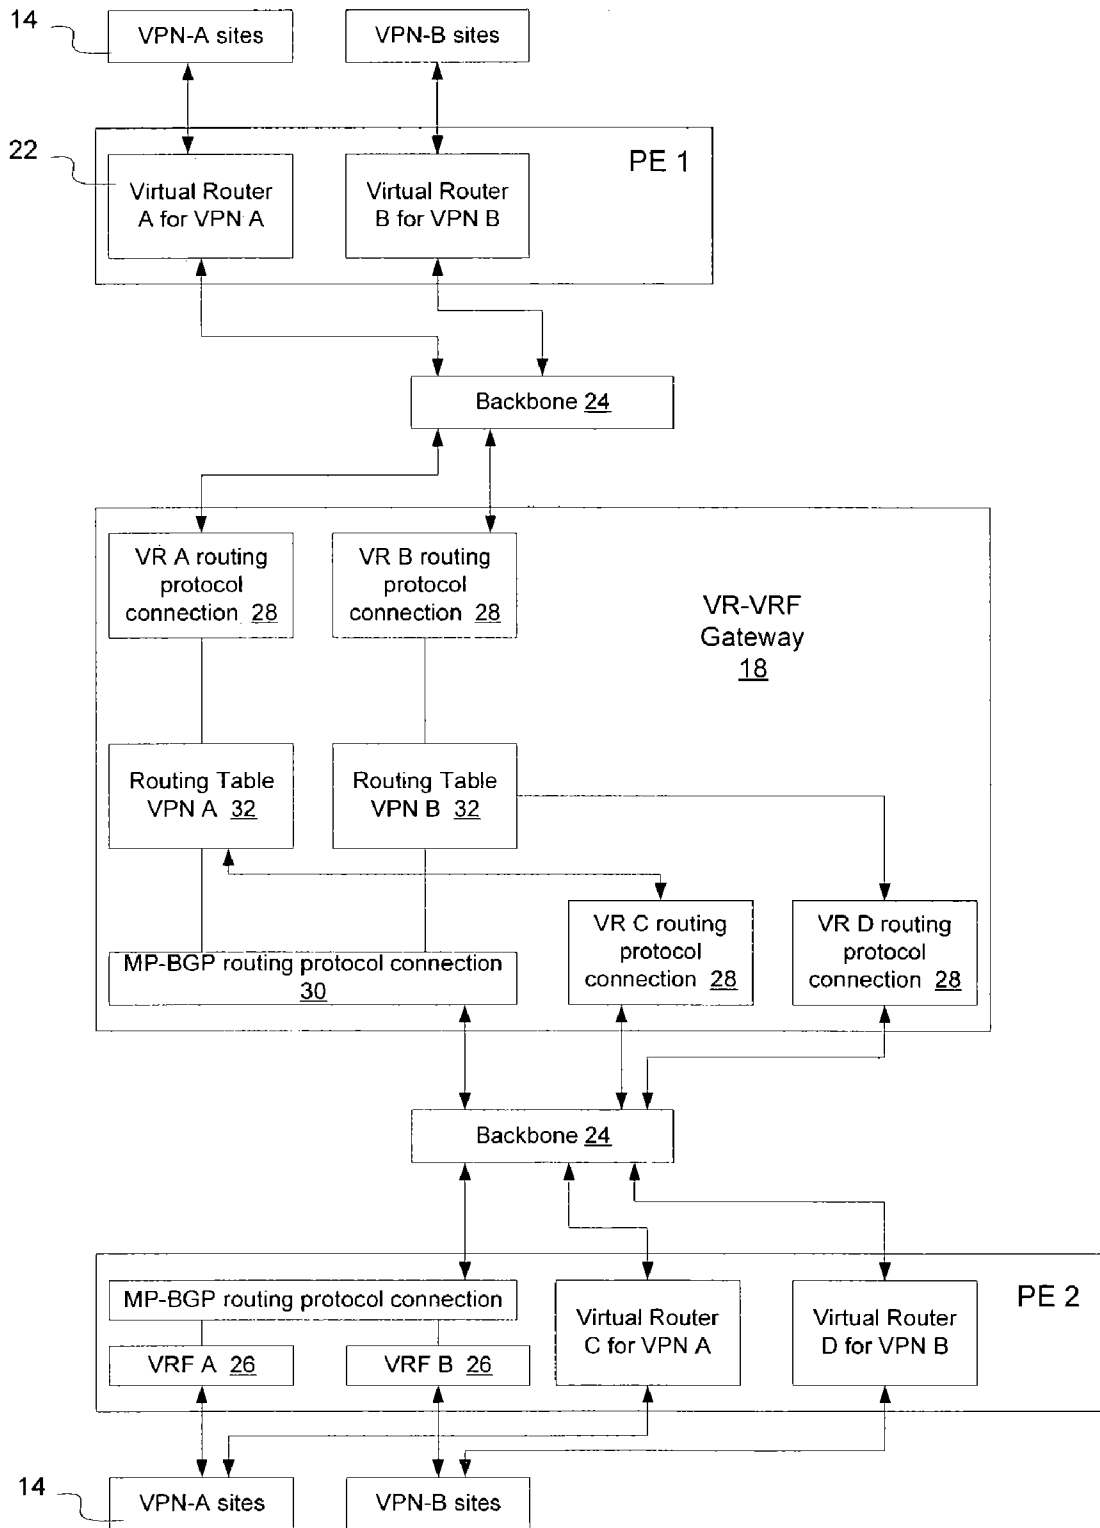 14
VPN-A sites
VPN-B sites
22
PE 1
Virtual Router
A for VPN A
Virtual Router
B for VPN B
Backbone 24
VR A routing
protocol
connection 28
VR B routing
protocol
connection 28
VR-VRF
Gateway
18
Routing Table
VPN A 32
Routing Table
VPN B 32
VR C routing
protocol
connection 28
VR D routing
protocol
connection 28
MP-BGP routing protocol connection
30
Backbone 24
MP-BGP routing protocol connection
Virtual Router
C for VPN A
Virtual Router
D for VPN B
PE 2
VRF A 26
VRF B 26
14
VPN-A sites
VPN-B sites